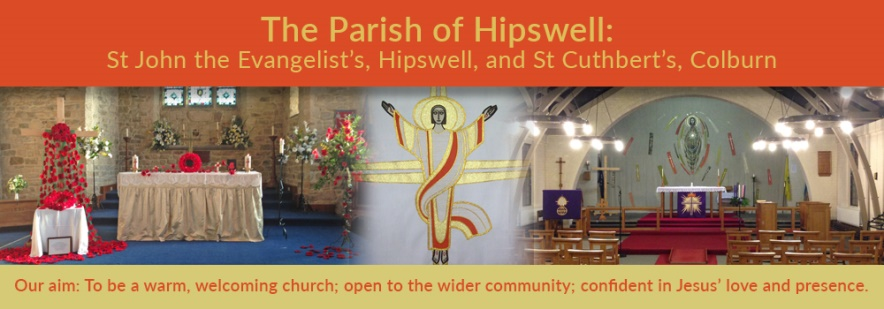 The Parish of Hipswell:
St John the Evangelist’s, Hipswell, and St Cuthbert’s, Colburn
Our aim: To be a warm, welcoming church; open to the wider community; confident in Jesus’ love and presence.